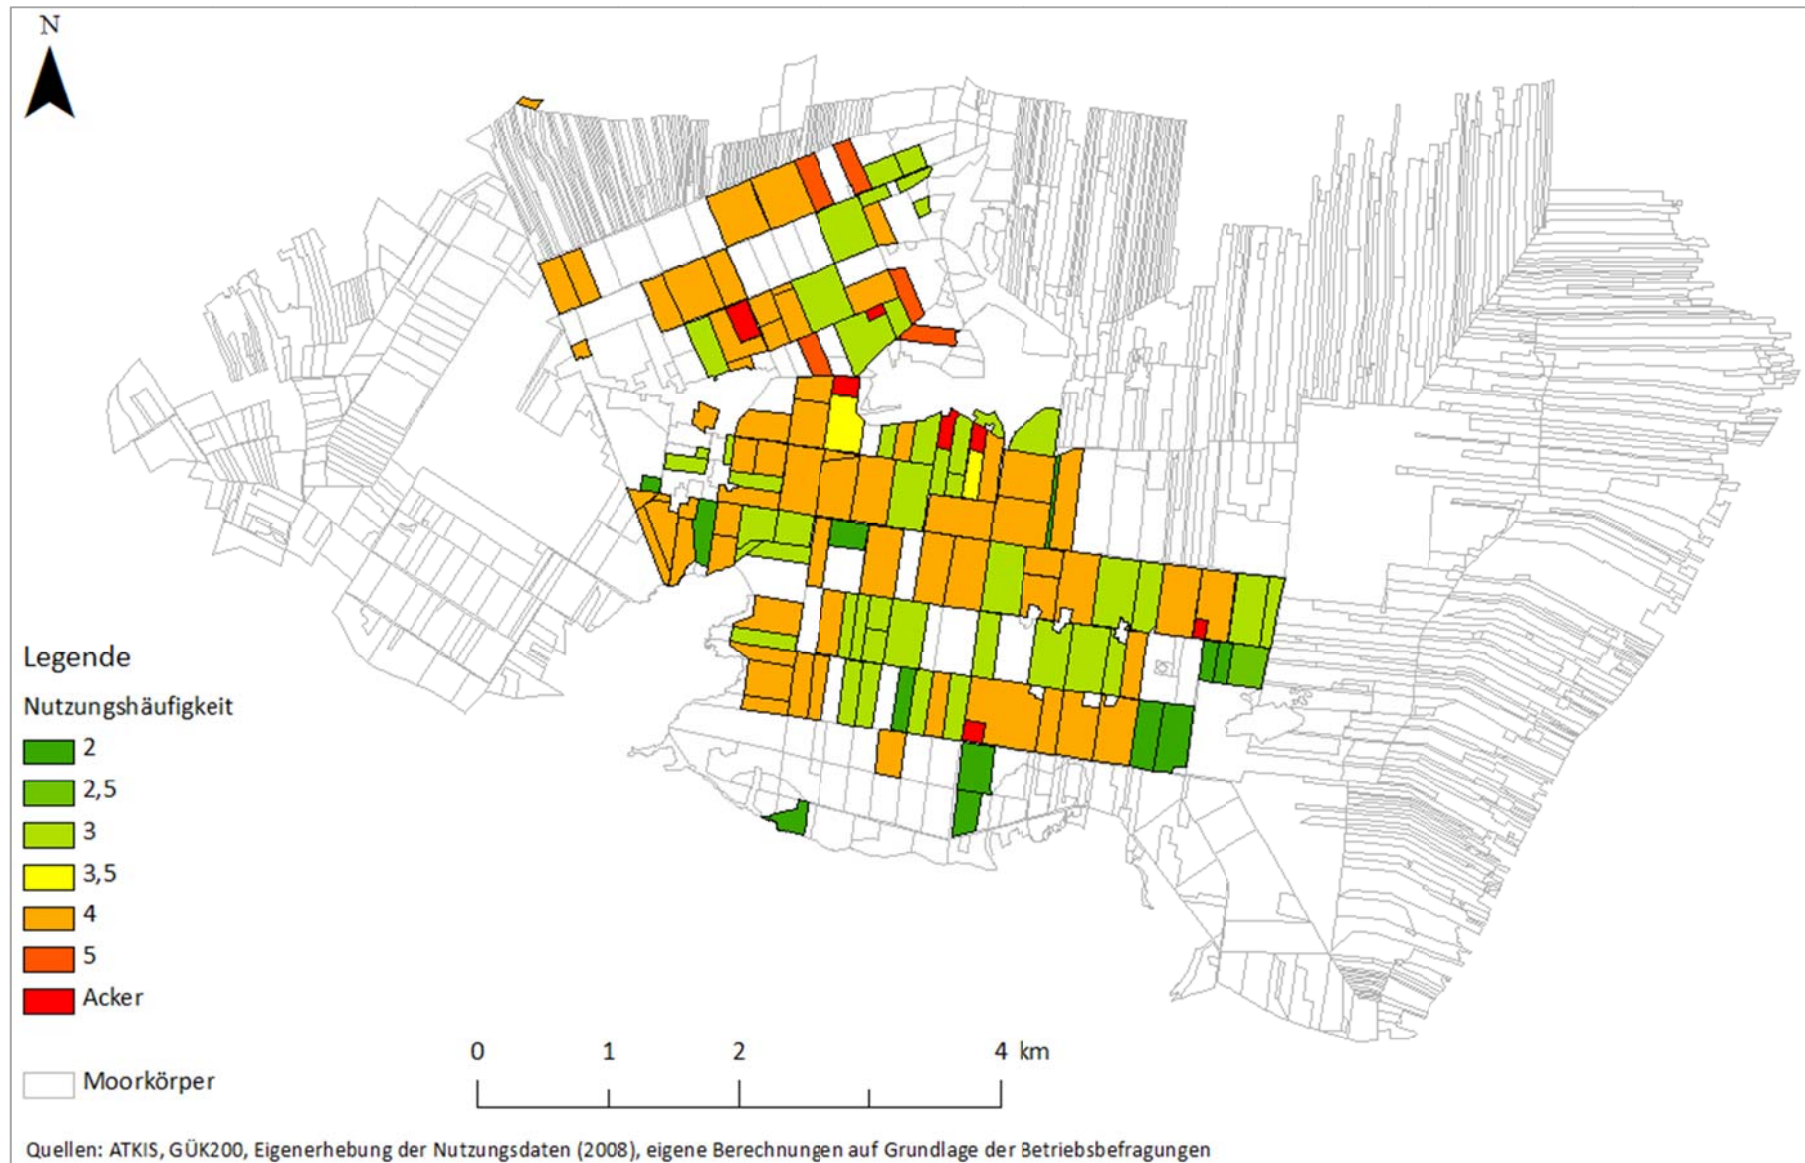 N
Legende
Nutzungshäufigkeit
2
2,5
3
3,5
4
5
Acker
Moorkörper
0 1 2 4 km
Quellen: ATKIS, GÜK200, Eigenerhebung der Nutzungsdaten (2008), eigene Berechnungen auf Grundlage der Betriebsbefragungen